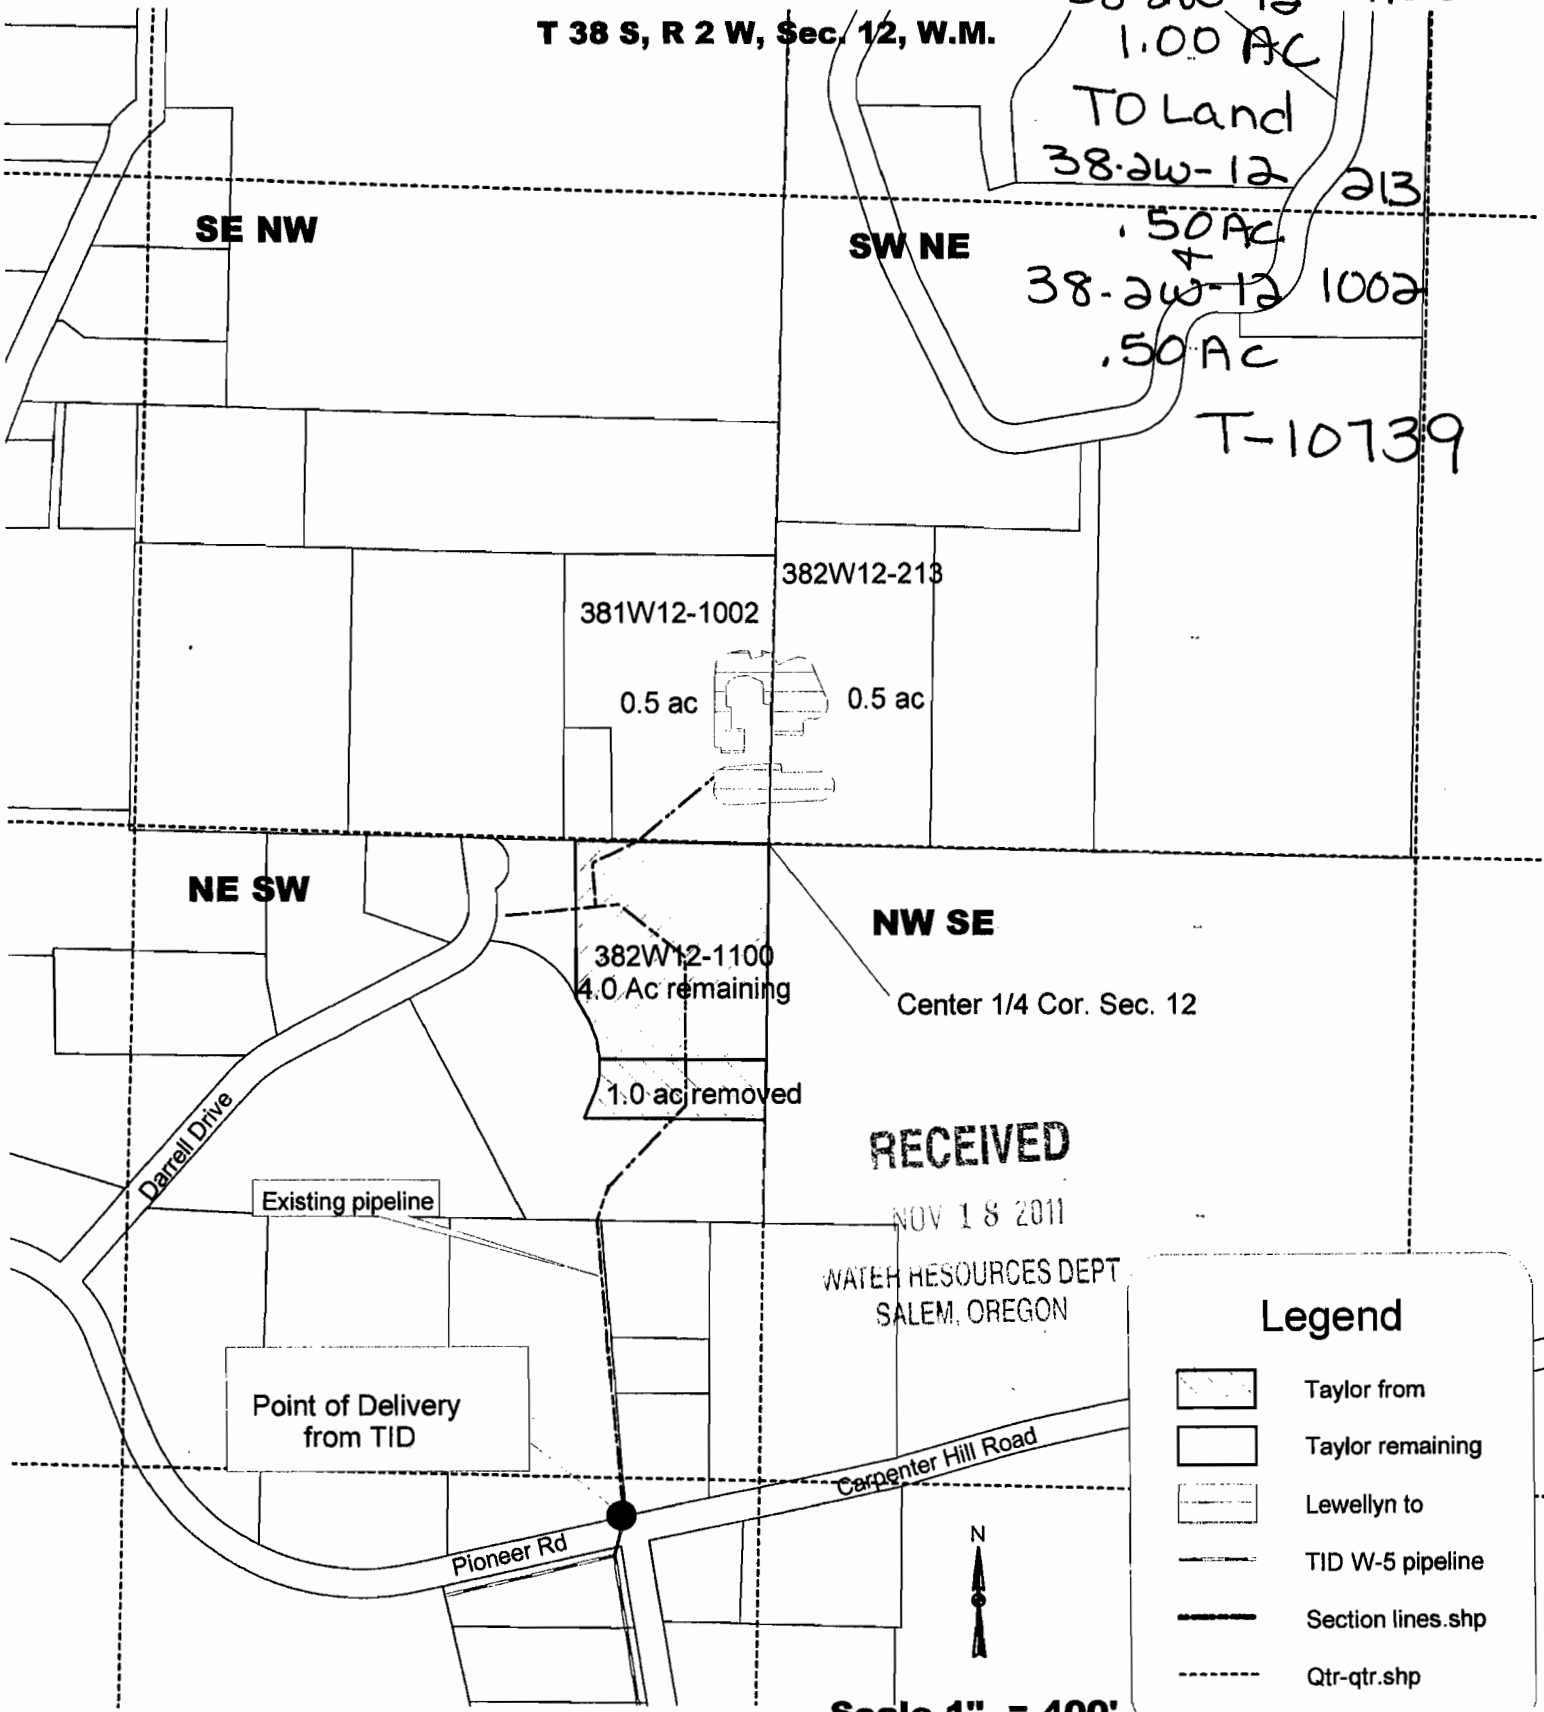 T 38 S, R 2 W, Sec. 12, W.M.
1.00 AC
TO Land
38-2W-12 213
.50 AC
+
38-2W-12 1002
.50 AC
T-10739
SE NW
SW NE
382W12-213
381W12-1002
0.5 ac
0.5 ac
NE SW
NW SE
382W12-1100
4.0 Ac remaining
Center 1/4 Cor. Sec. 12
1.0 ac removed
Darrell Drive
RECEIVED
NOV 18 2011
WATER RESOURCES DEPT
SALEM, OREGON
Existing pipeline
Point of Delivery
from TID
Carpenter Hill Road
Pioneer Rd
N
Legend
Taylor from
Taylor remaining
Lewellyn to
TID W-5 pipeline
Section lines.shp
Qtr-qtr.shp
Scale 1" = 400'